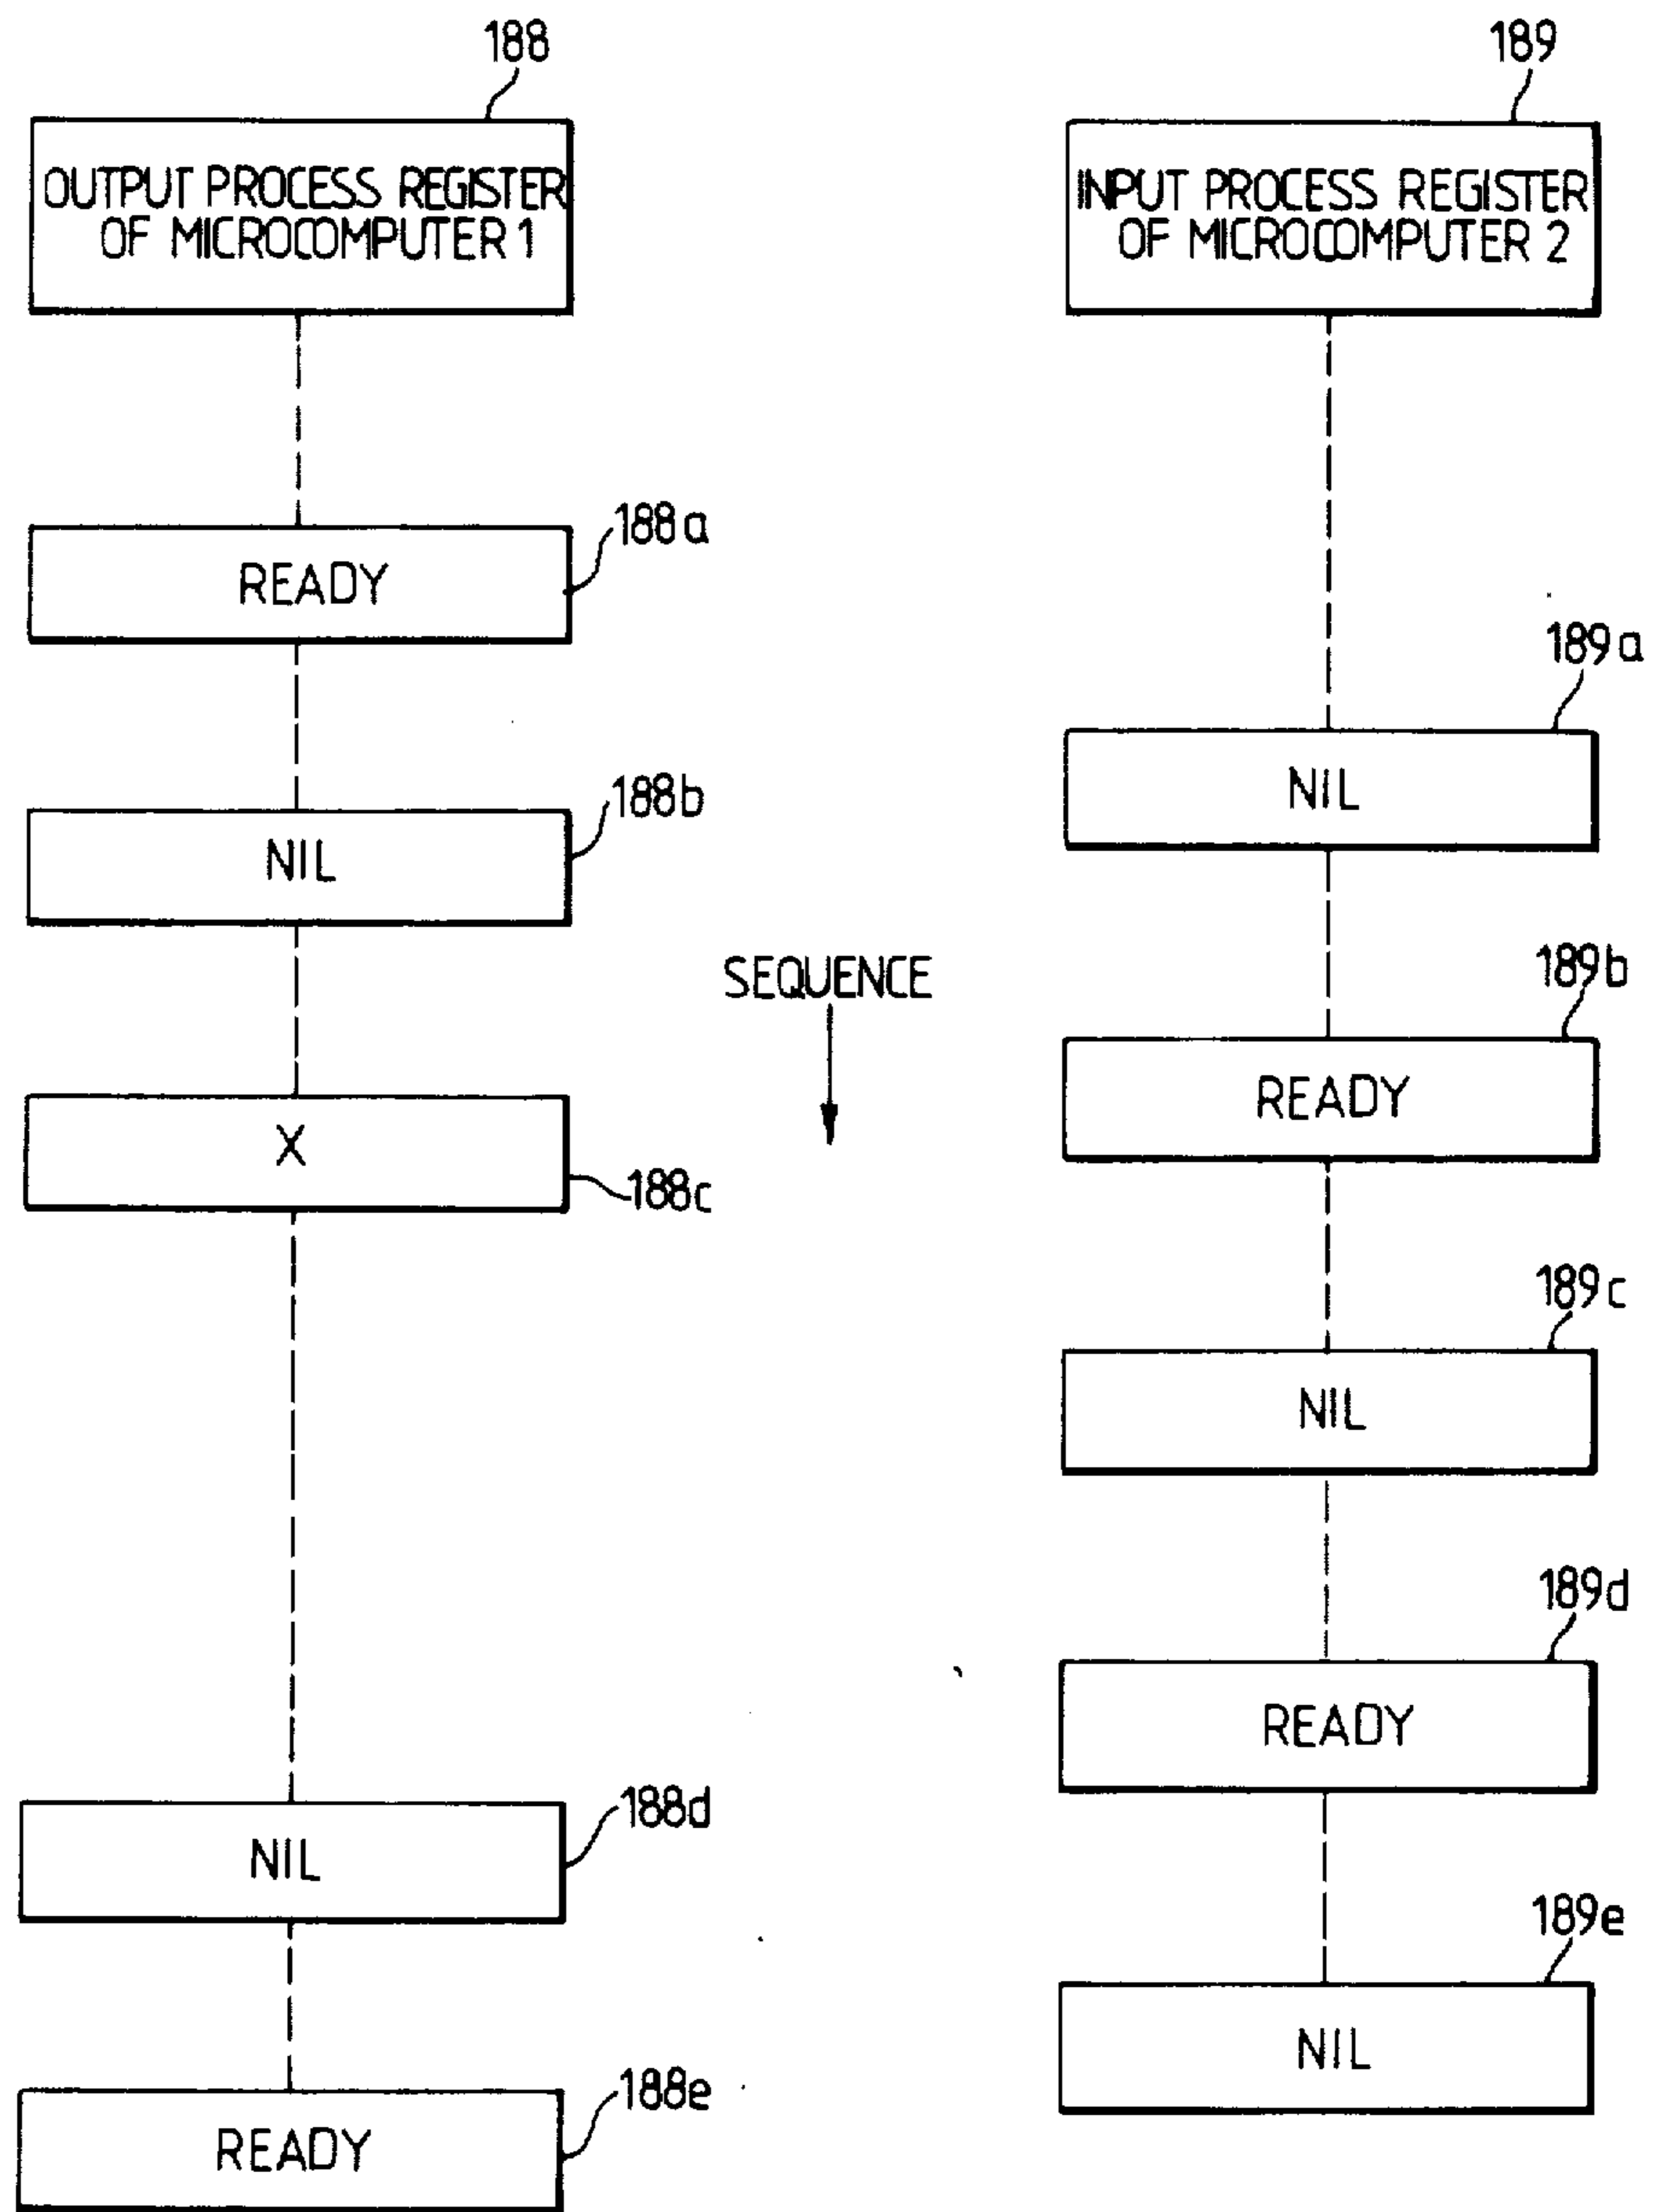 188
OUTPUT PROCESS REGISTER
OF MICROCOMPUTER 1
188a
READY
188b
NIL
X
188c
188d
NIL
188e
READY
SEQUENCE
189
INPUT PROCESS REGISTER
OF MICROCOMPUTER 2
189a
NIL
189b
READY
189c
NIL
189d
READY
189e
NIL